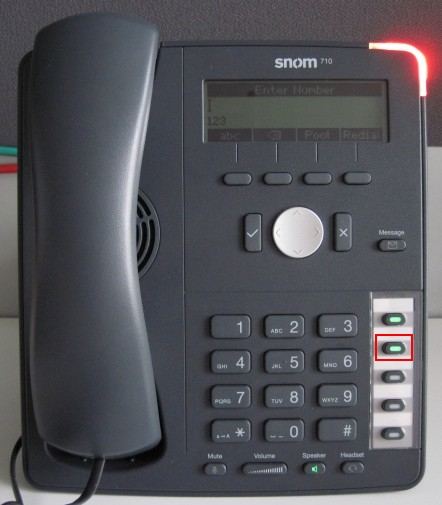 snom 710
Enter Number
123
abc Pool Redis
Message
1 ABC 2 DEF 3
GHI 4 JKL 5 MNO 6
PQRS 7 TUV 8 WXYZ 9
* 0 #
Mute Volume Speaker Headset